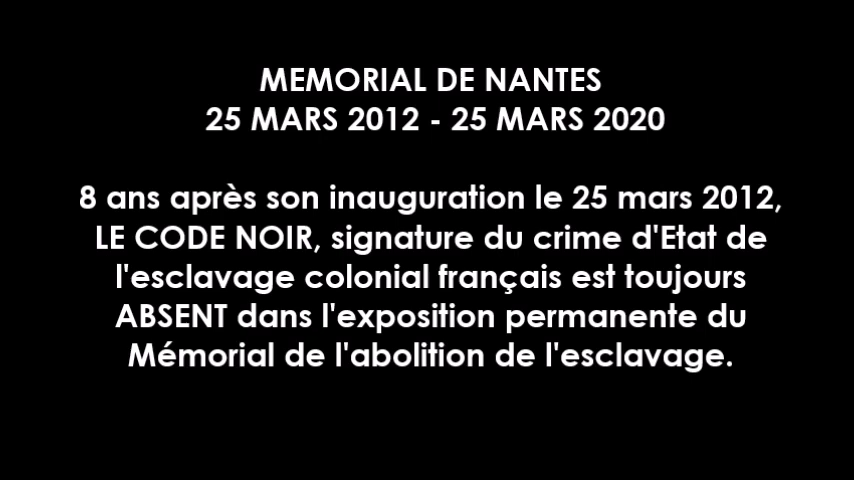 MEMORIAL DE NANTES
25 MARS 2012 - 25 MARS 2020
8 ans après son inauguration le 25 mars 2012,
LE CODE NOIR, signature du crime d'Etat de
l'esclavage colonial français est toujours
ABSENT dans l'exposition permanente du
Mémorial de l'abolition de l'esclavage.